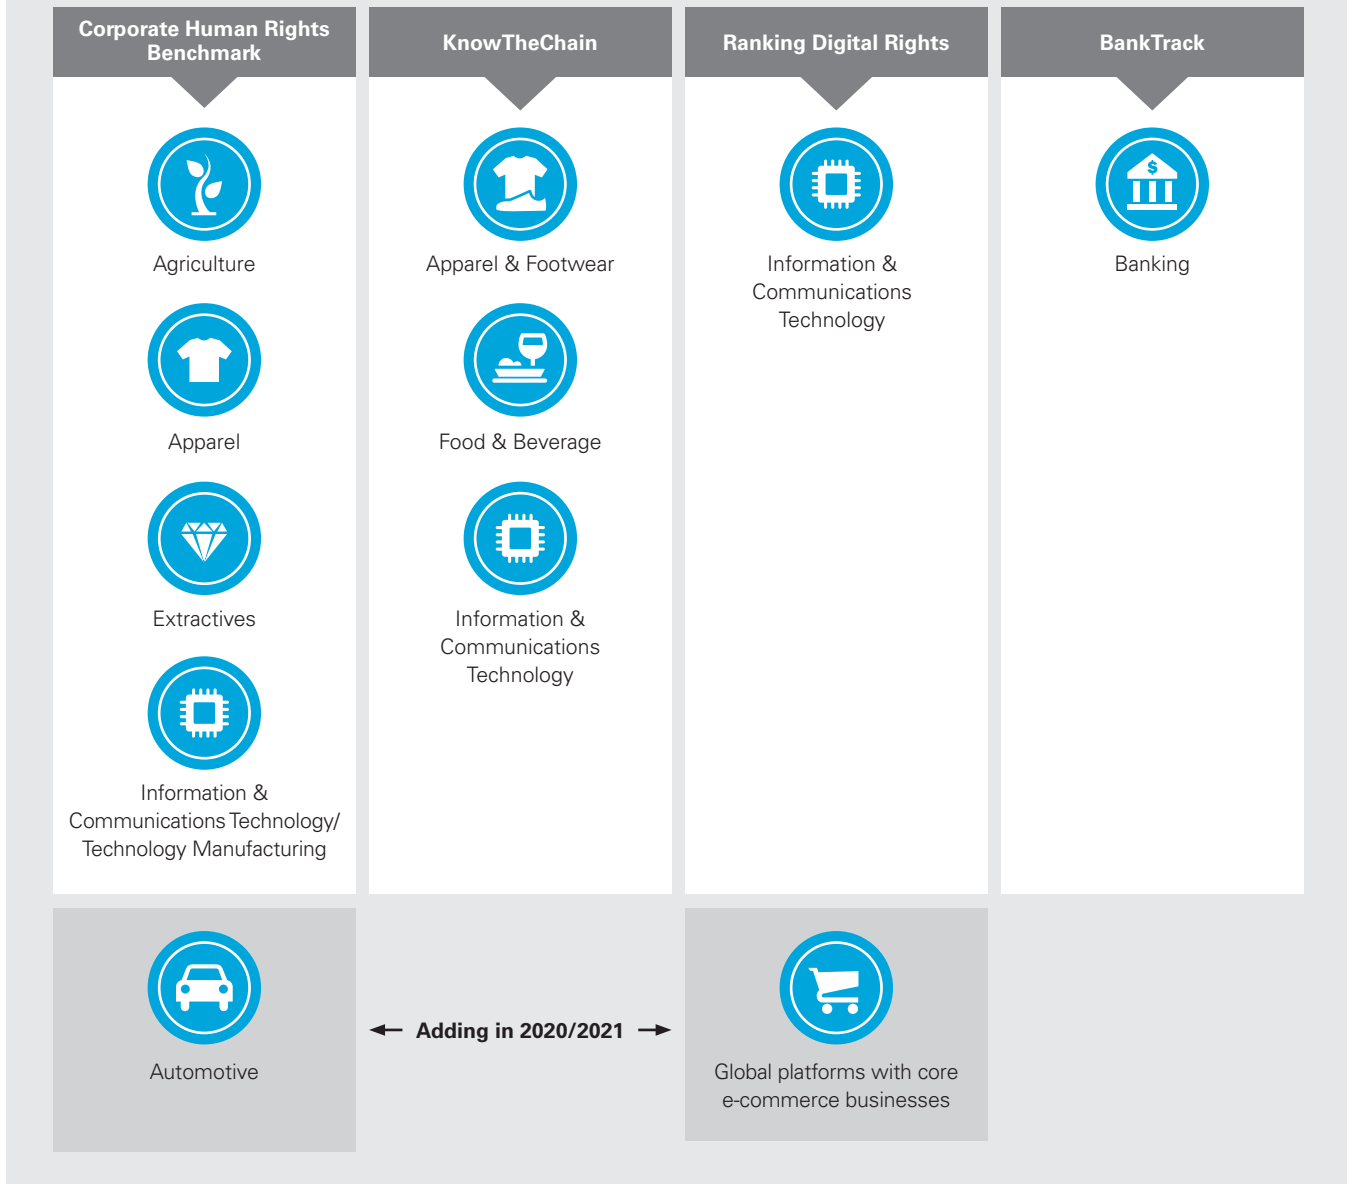 Corporate Human Rights
Benchmark
KnowTheChain
Ranking Digital Rights
BankTrack
Agriculture
Apparel
Extractives
Information &
Communications Technology/
Technology Manufacturing
Apparel & Footwear
Food & Beverage
Information &
Communications
Technology
Information &
Communications
Technology
$
Banking
Automotive
Adding in 2020/2021
Global platforms with core
e-commerce businesses